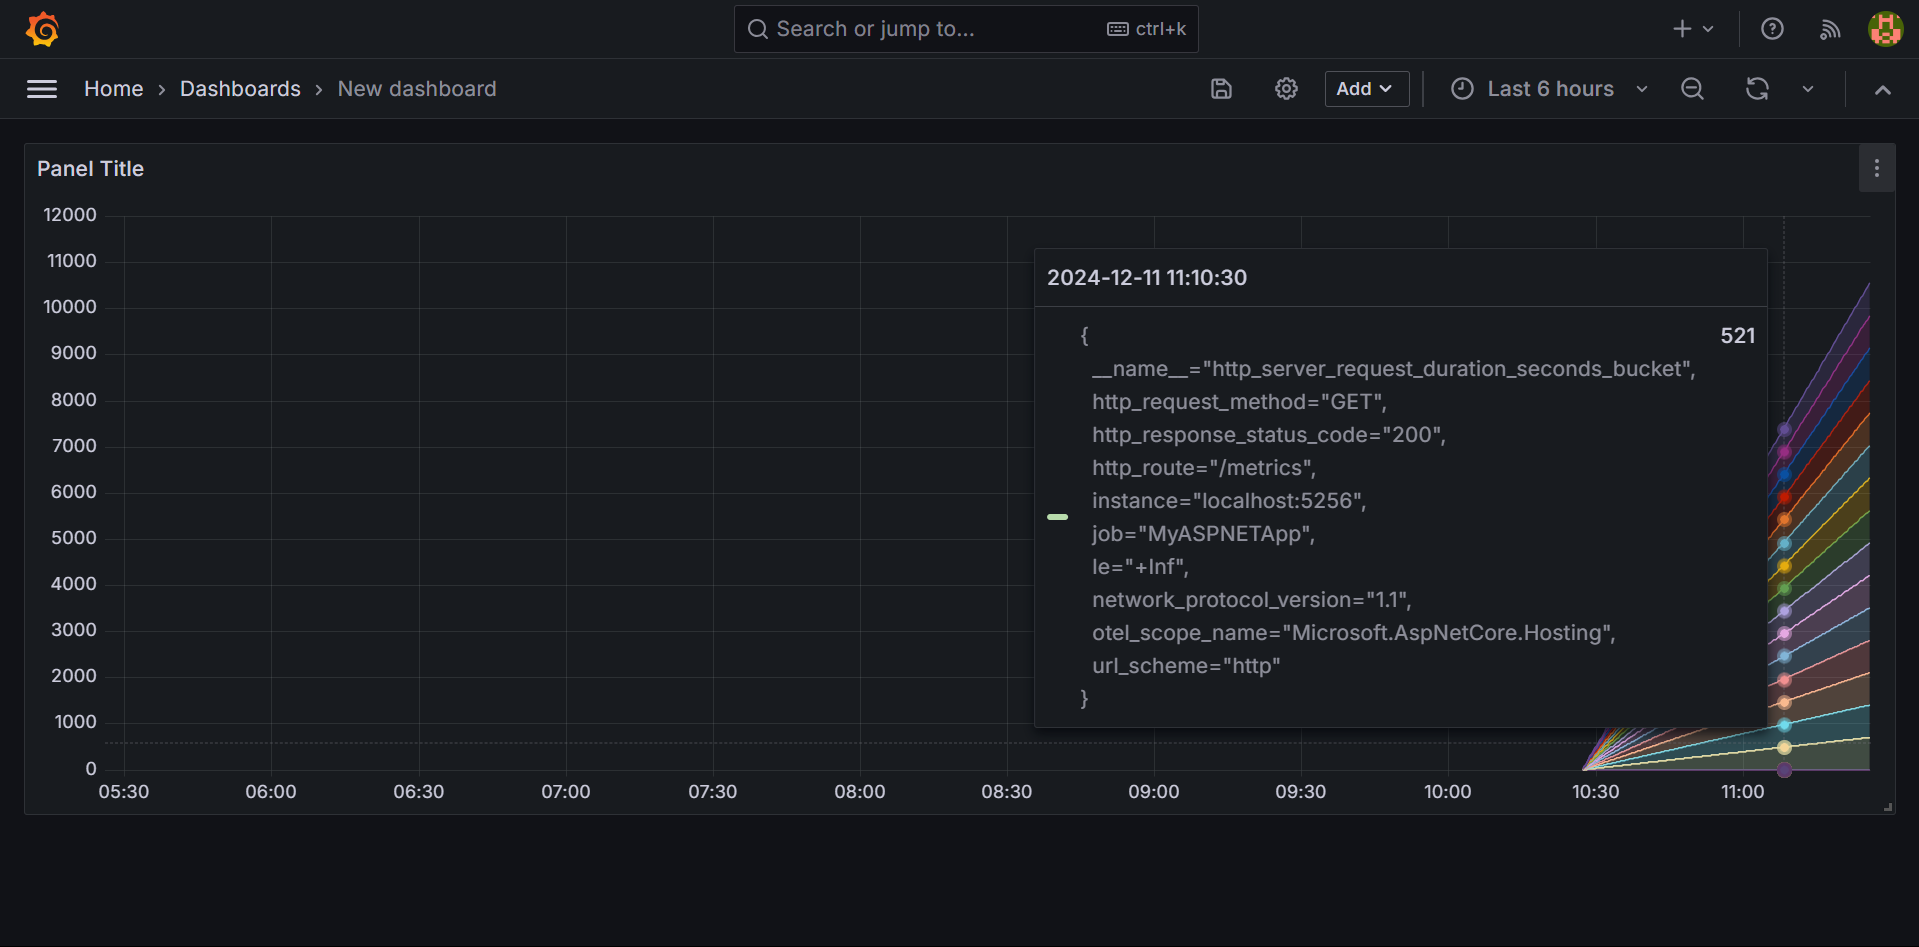 Search or jump to...
ctrl+k
Home › Dashboards › New dashboard
Add
Last 6 hours
Panel Title
12000
11000
10000
9000
8000
7000
6000
5000
4000
3000
2000
1000
0
2024-12-11 11:10:30
{
521
__name__="http_server_request_duration_seconds_bucket",
http_request_method="GET",
http_response_status_code="200",
http_route="/metrics",
instance="localhost:5256",
job="MyASPNETApp",
le="+Inf",
network_protocol_version="1.1",
otel_scope_name="Microsoft.AspNetCore.Hosting",
url_scheme="http"
}
05:30
06:00
06:30
07:00
07:30
08:00
08:30
09:00
09:30
10:00
10:30
11:00